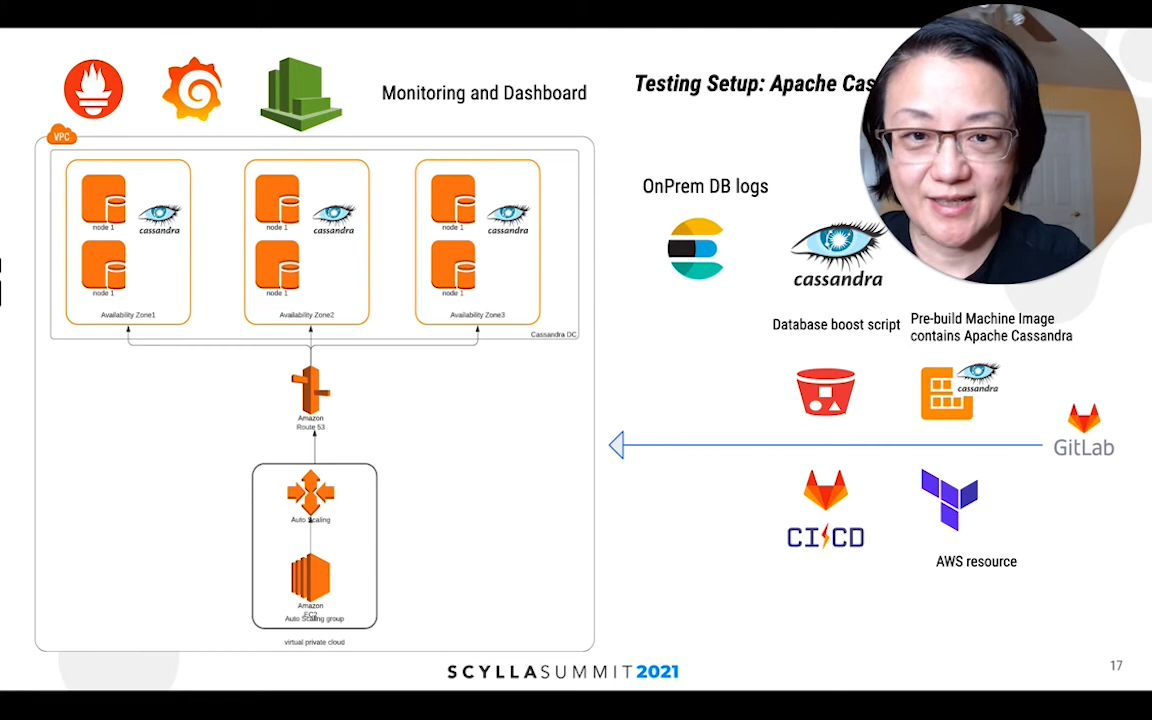 Monitoring and Dashboard
Testing Setup: Apache Cas
VPC
OnPrem DB logs
node 1
cassandra
node 1
cassandra
node 1
cassandra
node 1
node 1
node 1
Availability Zone1
Availability Zone2
Availability Zone3
Cassandra DC
cassandra
Database boost script
Pre-build Machine Image
contains Apache Cassandra
cassandra
Amazon
Route 53
GitLab
Auto Scaling
CI/CD
AWS resource
Amazon
EC2
Auto Scaling group
virtual private cloud
SCYLLASUMMIT2021
17